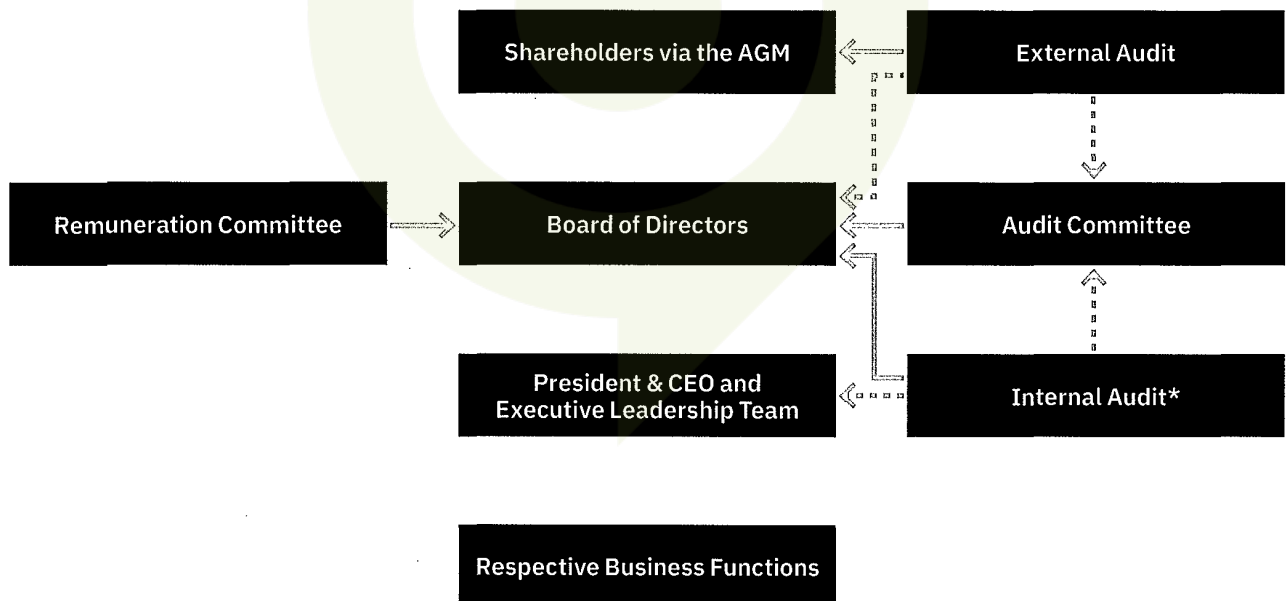 Shareholders via the AGM
External Audit
Remuneration Committee
Board of Directors
Audit Committee
President & CEO and
Executive Leadership Team
Internal Audit*
Respective Business Functions